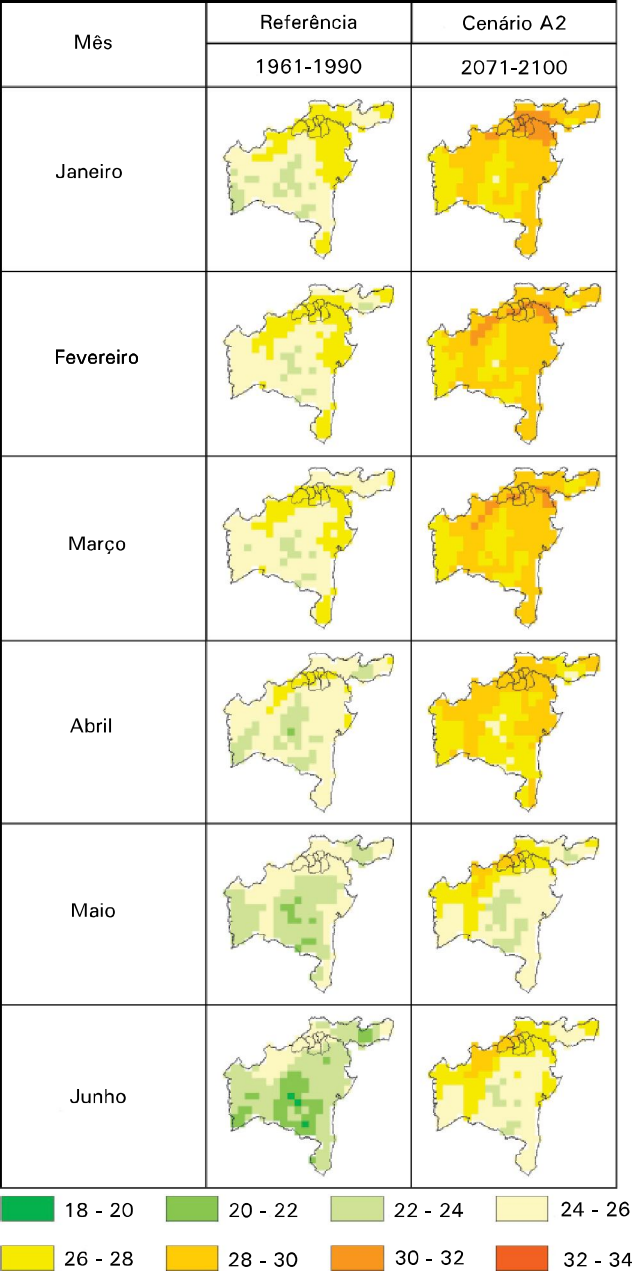 Mês
Referência
Cenário A2
1961-1990
2071-2100
Janeiro
Fevereiro
Março
Abril
Maio
Junho
18 - 20
20 - 22
22 - 24
24 - 26
26 - 28
28 - 30
30 - 32
32 - 34